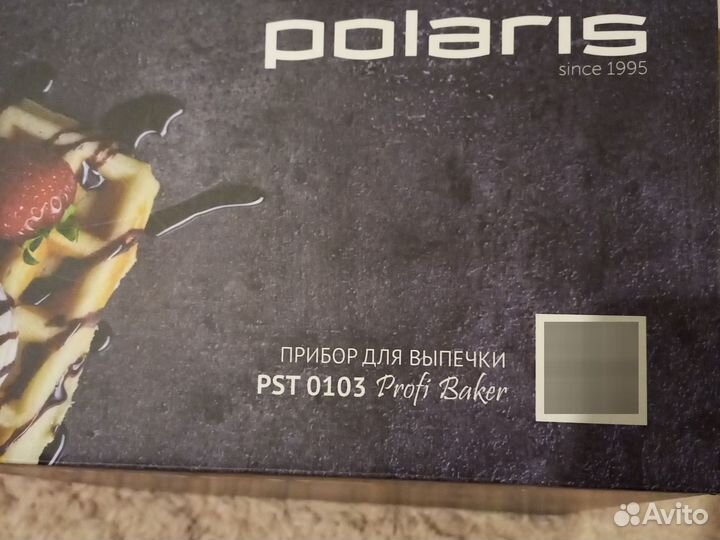 polaris
since 1995
ПРИБОР ДЛЯ ВЫПЕЧКИ
PST 0103 Profi Baker
Avito